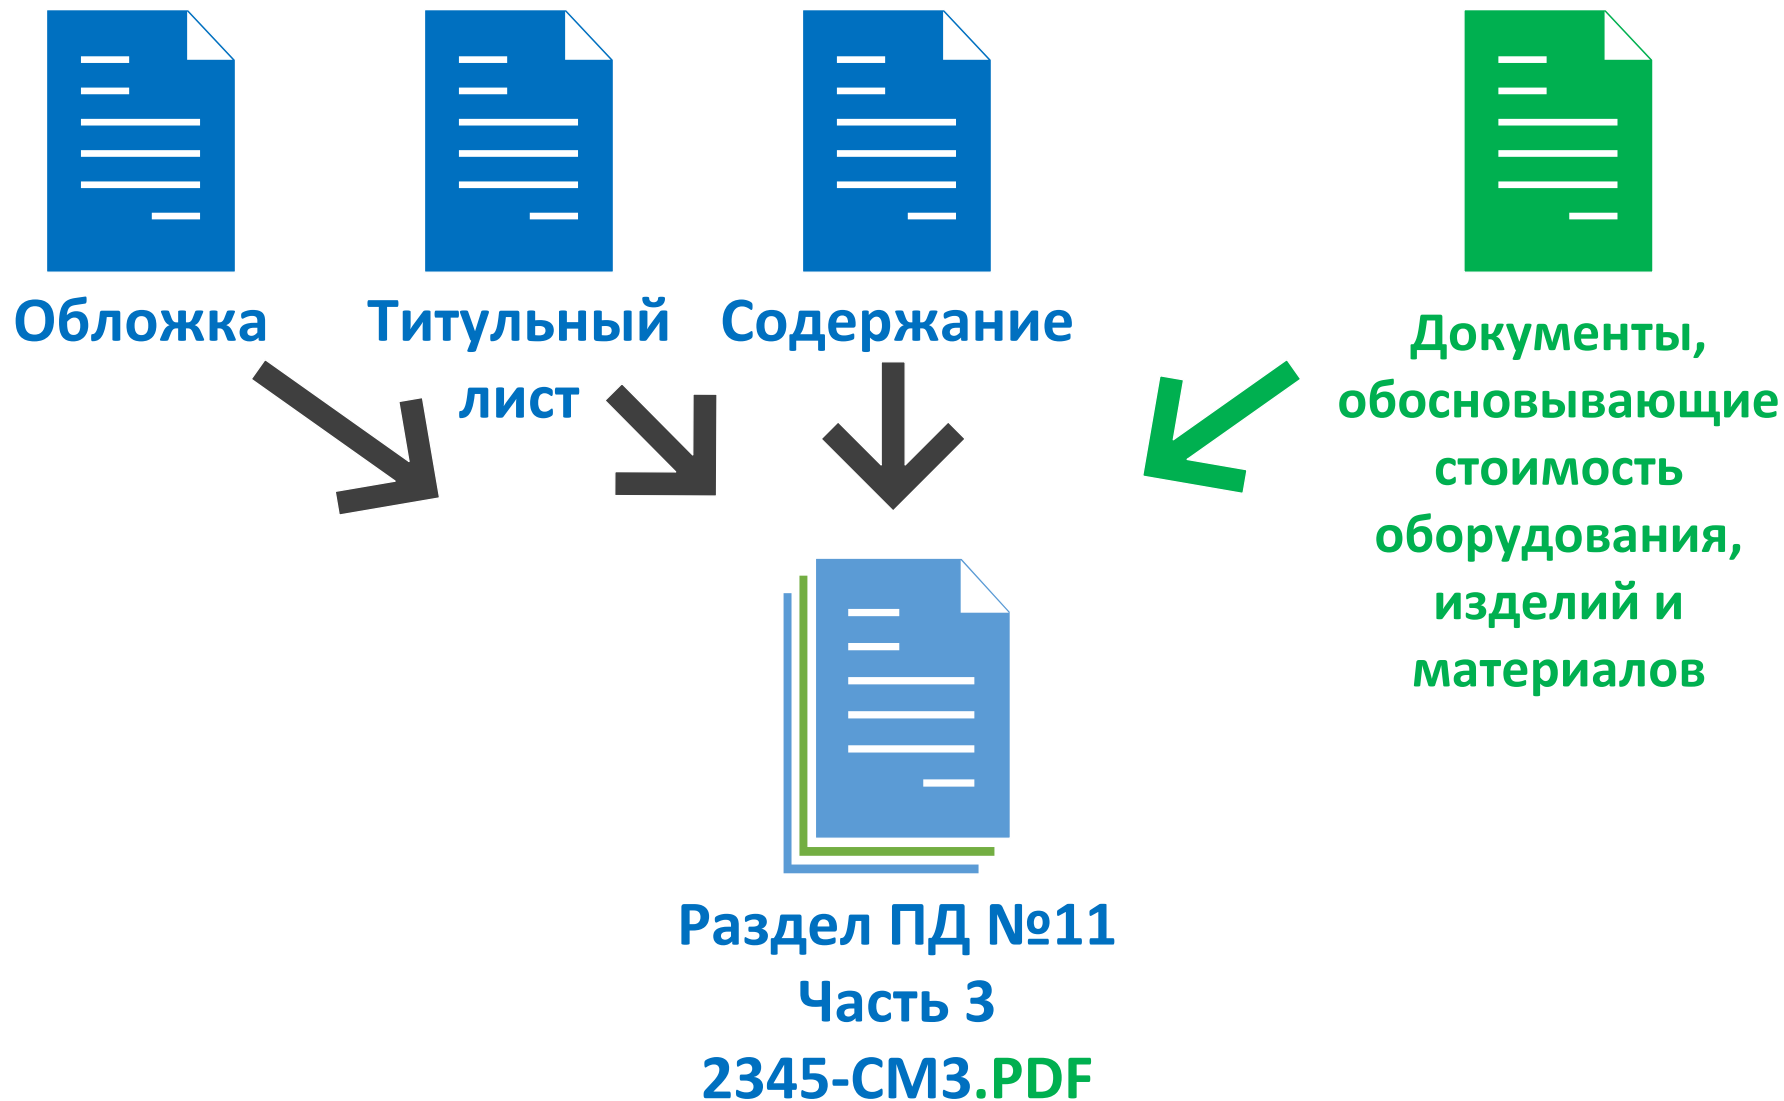 Обложка
Титульный
лист
Содержание
Документы,
обосновывающие
стоимость
оборудования,
изделий и
материалов
Раздел ПД №11
Часть 3
2345-СМ3.PDF